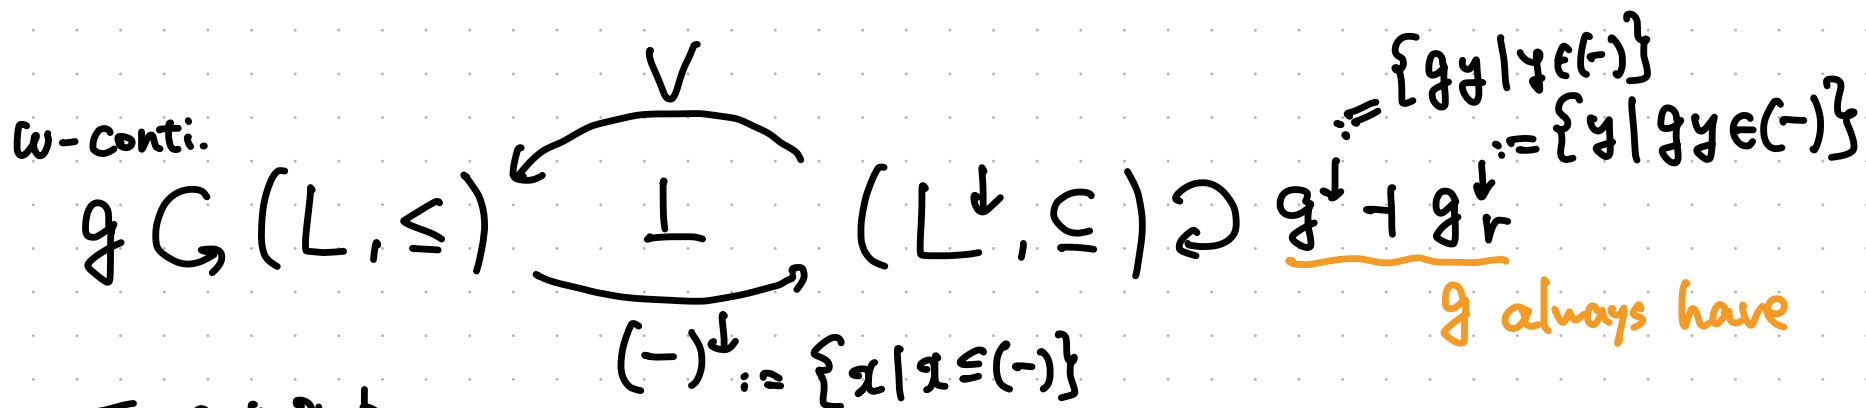 ⋁
:= {gy | y ∈ (-)}
ω-conti.
:= {y | gy ∈ (-)}
g ↻ (L, ≤) ⊥ (L↓, ⊆) ↺ g↓ ⊣ g↓r
g always have
(-)↓ := {x | x ≤ (-)}